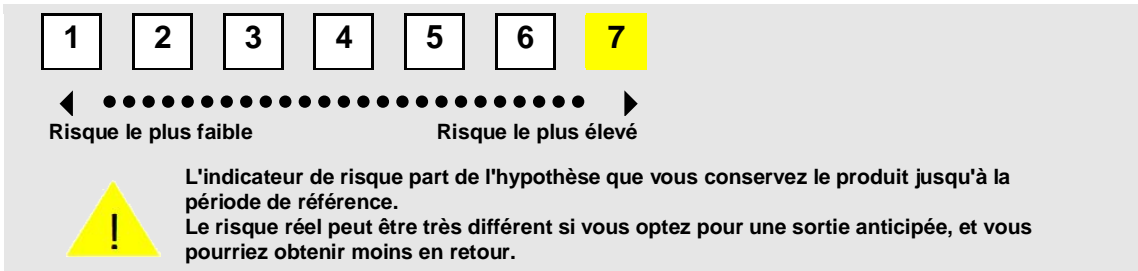 1 2 3 4 5 6 7
Risque le plus faible Risque le plus élevé
L'indicateur de risque part de l'hypothèse que vous conservez le produit jusqu'à la
période de référence.
Le risque réel peut être très différent si vous optez pour une sortie anticipée, et vous
pourriez obtenir moins en retour.
!